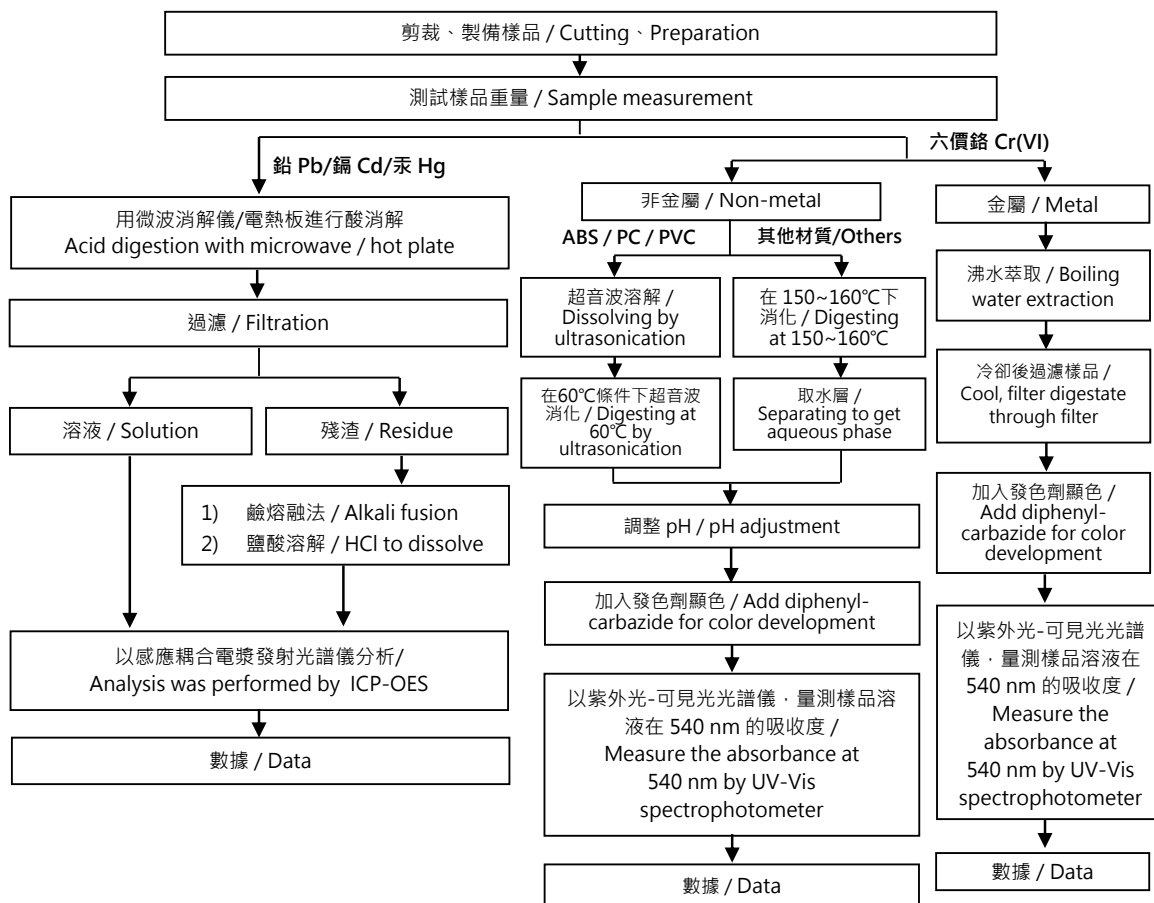 剪裁、製備樣品 / Cutting、Preparation
測試樣品重量 / Sample measurement
鉛 Pb/鎘 Cd/汞 Hg
六價鉻 Cr(VI)
用微波消解儀/電熱板進行酸消解
Acid digestion with microwave / hot plate
過濾 / Filtration
溶液 / Solution
殘渣 / Residue
1) 鹼熔融法 / Alkali fusion
2) 鹽酸溶解 / HCl to dissolve
以感應耦合電漿發射光譜儀分析/
Analysis was performed by ICP-OES
數據 / Data
非金屬 / Non-metal
ABS / PC / PVC
其他材質/Others
超音波溶解 /
Dissolving by
ultrasonication
在60℃條件下超音波
消化 / Digesting at
60℃ by
ultrasonication
在 150~160℃下
消化 / Digesting
at 150~160℃
取水層 /
Separating to get
aqueous phase
調整 pH / pH adjustment
加入發色劑顯色 / Add diphenyl-
carbazide for color development
以紫外光-可見光光譜儀，量測樣品溶
液在 540 nm 的吸收度 /
Measure the absorbance at
540 nm by UV-Vis
spectrophotometer
數據 / Data
金屬 / Metal
沸水萃取 / Boiling
water extraction
冷卻後過濾樣品 /
Cool, filter digestate
through filter
加入發色劑顯色 /
Add diphenyl-
carbazide for color
development
以紫外光-可見光光譜
儀，量測樣品溶液在
540 nm 的吸收度 /
Measure the
absorbance at
540 nm by UV-Vis
spectrophotometer
數據 / Data